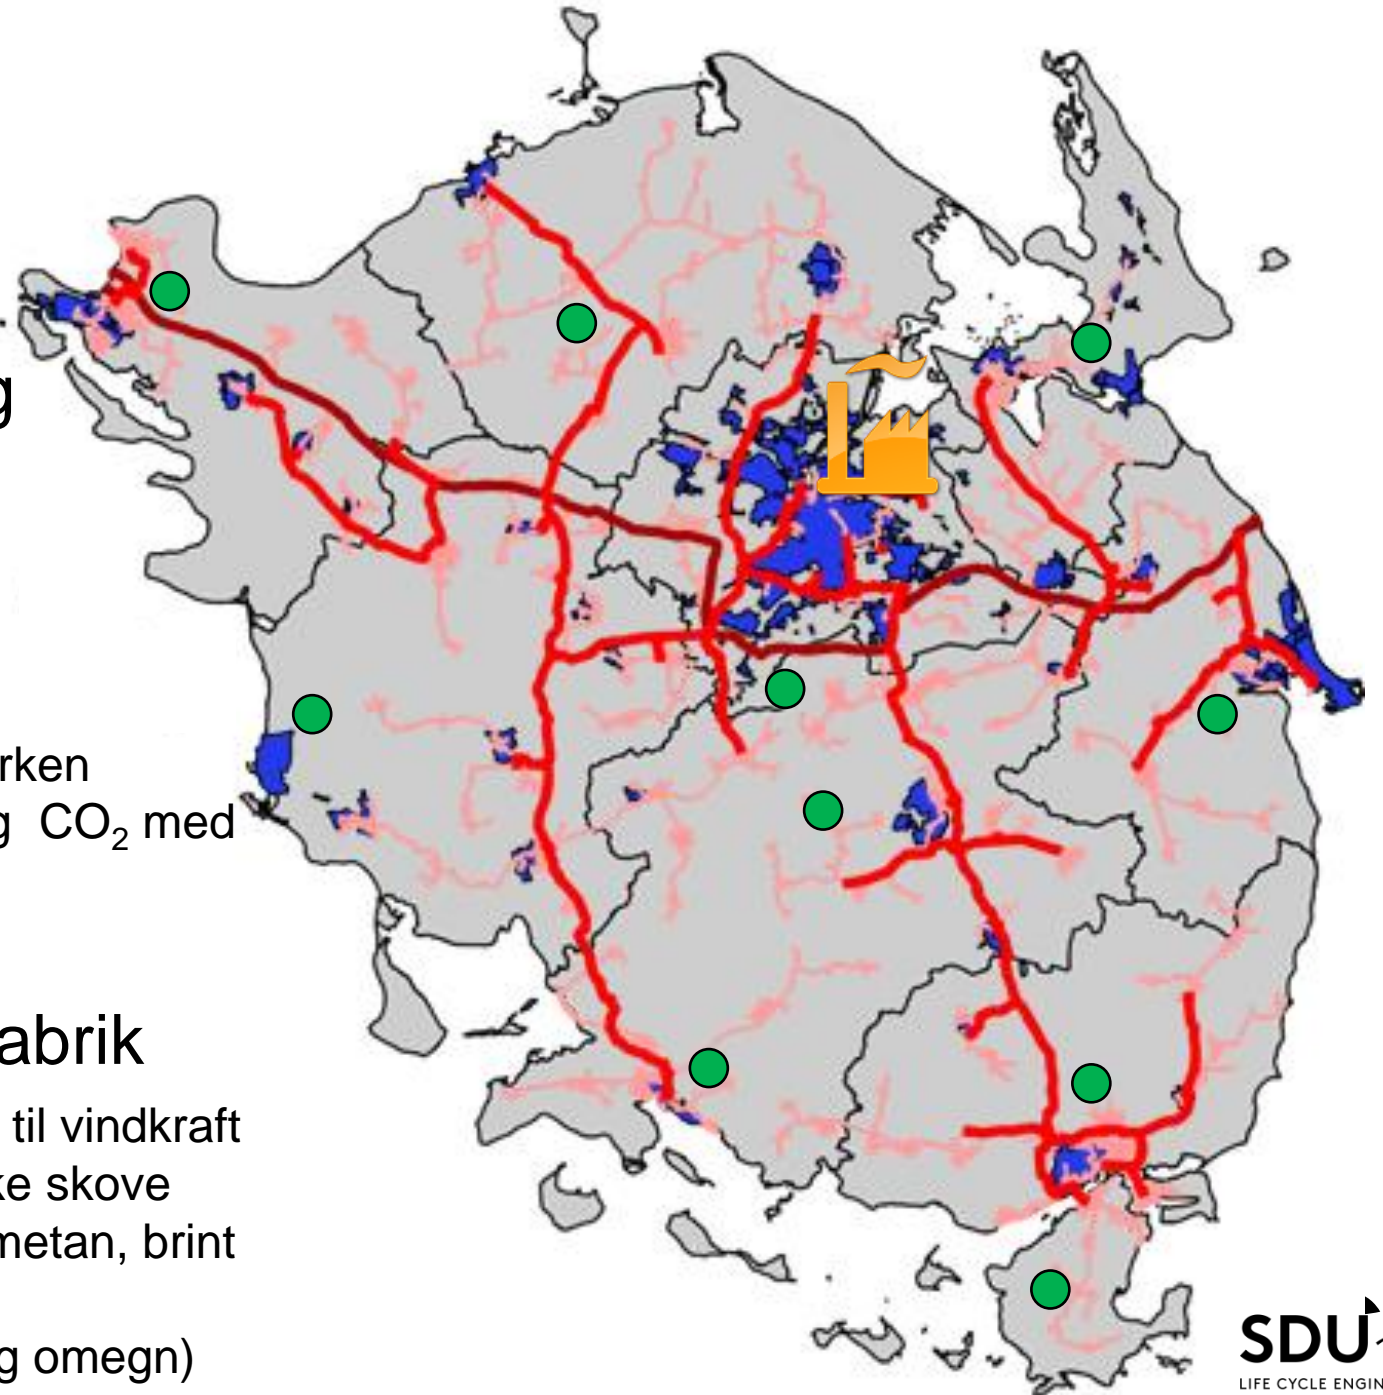 g
rken
g CO₂ med
abrik
til vindkraft
ke skove
metan, brint
g omegn)
SDU
LIFE CYCLE ENGIN